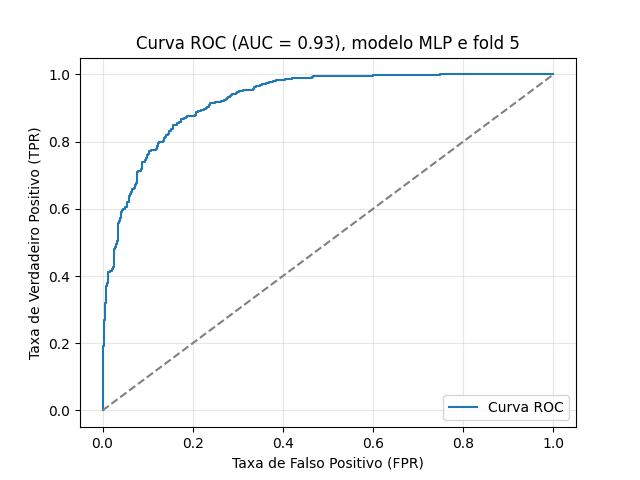 Curva ROC (AUC = 0.93), modelo MLP e fold 5
Taxa de Verdadeiro Positivo (TPR)
1.0
0.8
0.6
0.4
0.2
0.0
Curva ROC
0.0 0.2 0.4 0.6 0.8 1.0
Taxa de Falso Positivo (FPR)